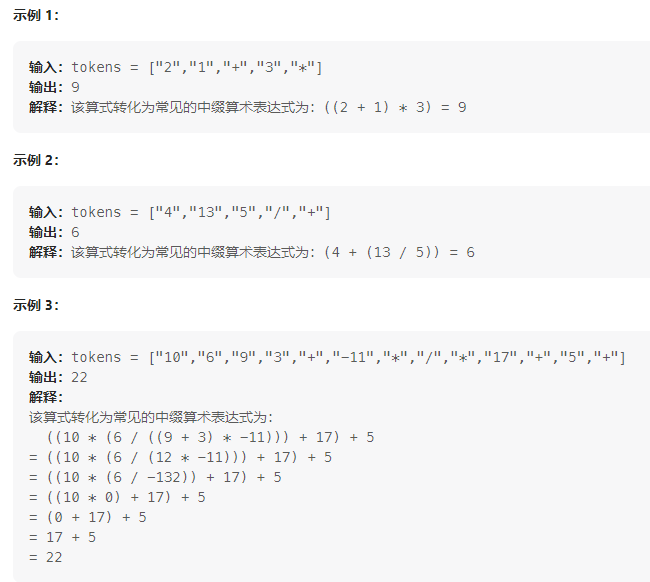 示例 1：
输入：tokens = ["2","1","+","3","*"]
输出：9
解释：该算式转化为常见的中缀算术表达式为：((2 + 1) * 3) = 9
示例 2：
输入：tokens = ["4","13","5","/","+"]
输出：6
解释：该算式转化为常见的中缀算术表达式为：(4 + (13 / 5)) = 6
示例 3：
输入：tokens = ["10","6","9","3","+","-11","*","/","*","17","+","5","+"]
输出：22
解释：
该算式转化为常见的中缀算术表达式为：
((10 * (6 / ((9 + 3) * -11))) + 17) + 5
= ((10 * (6 / (12 * -11))) + 17) + 5
= ((10 * (6 / -132)) + 17) + 5
= ((10 * 0) + 17) + 5
= (0 + 17) + 5
= 17 + 5
= 22